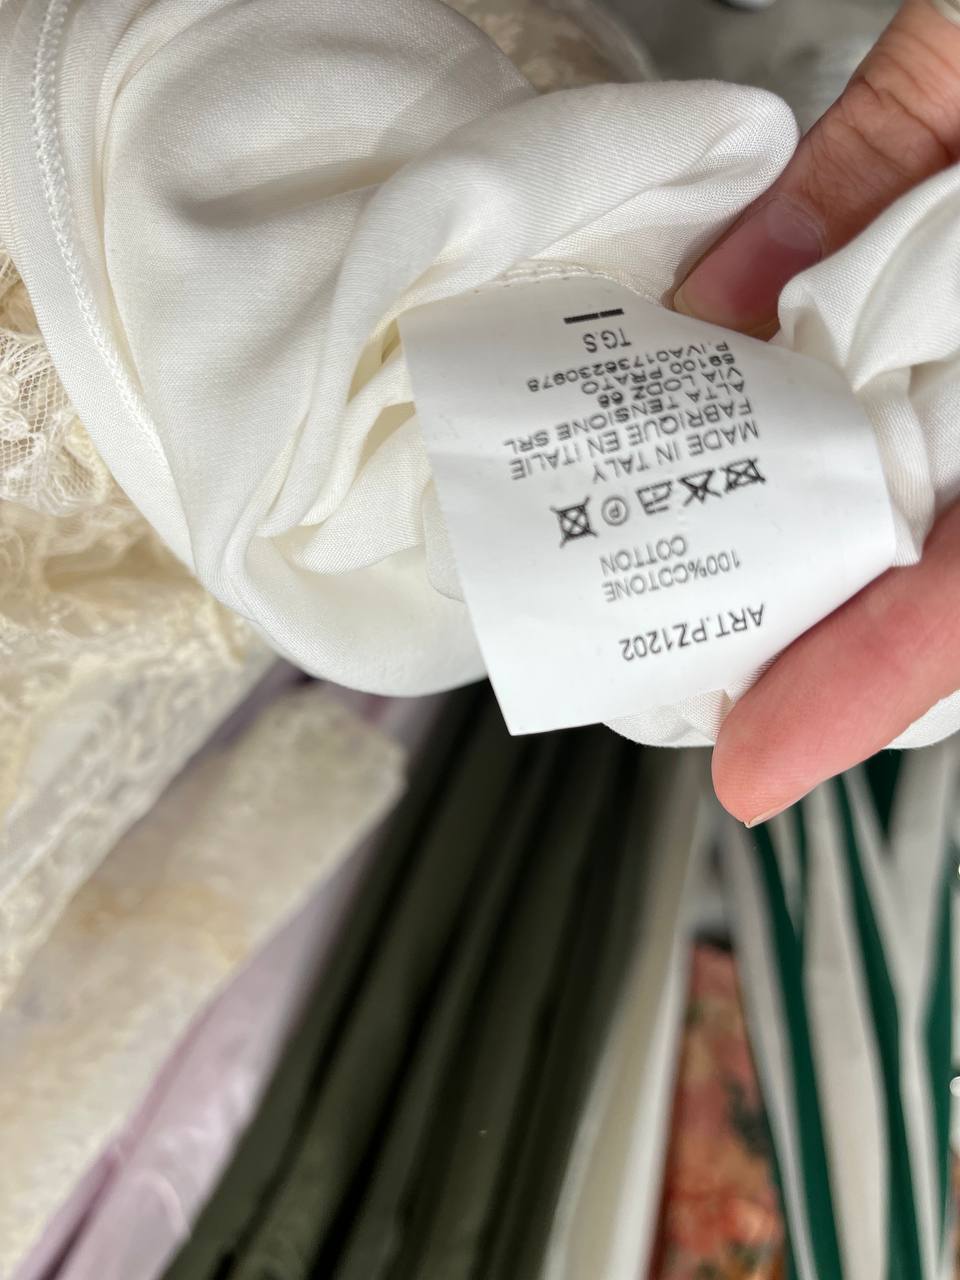 ART.PZ1202
100%COTONE
COTTON
P
MADE IN TALY
FABRIQUE EN ITALIE
ALTA TENSIONE SRL
VIA LODZ 66
59100 PRATO
P.IVA01736230978
TG.S